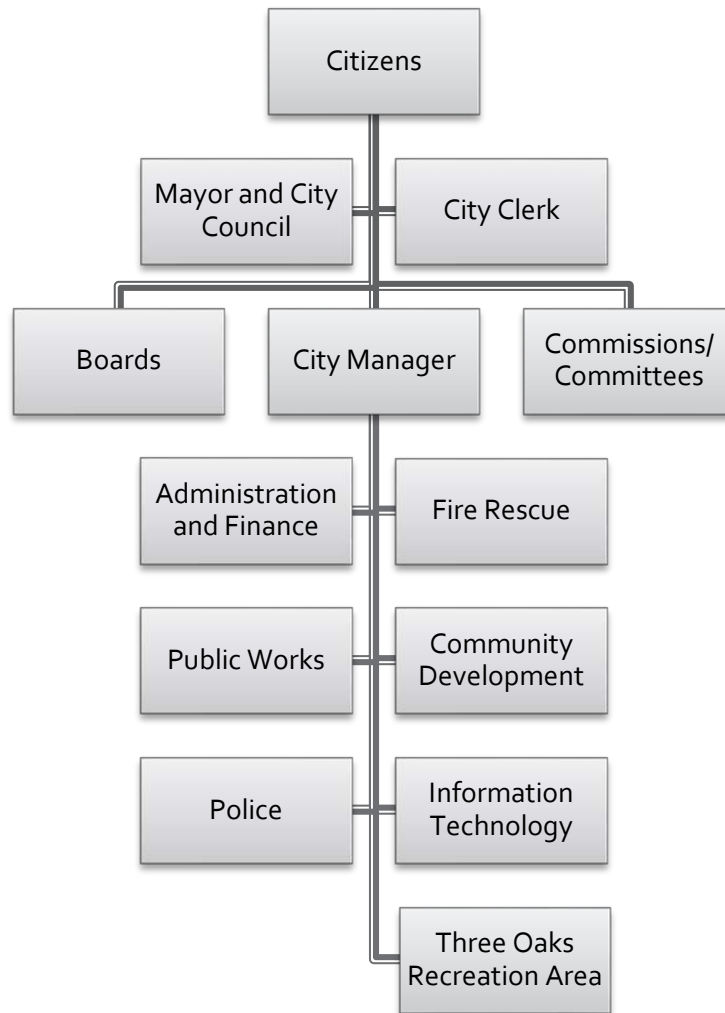 Citizens
Mayor and City
Council
City Clerk
Boards
City Manager
Commissions/
Committees
Administration
and Finance
Fire Rescue
Public Works
Community
Development
Police
Information
Technology
Three Oaks
Recreation Area